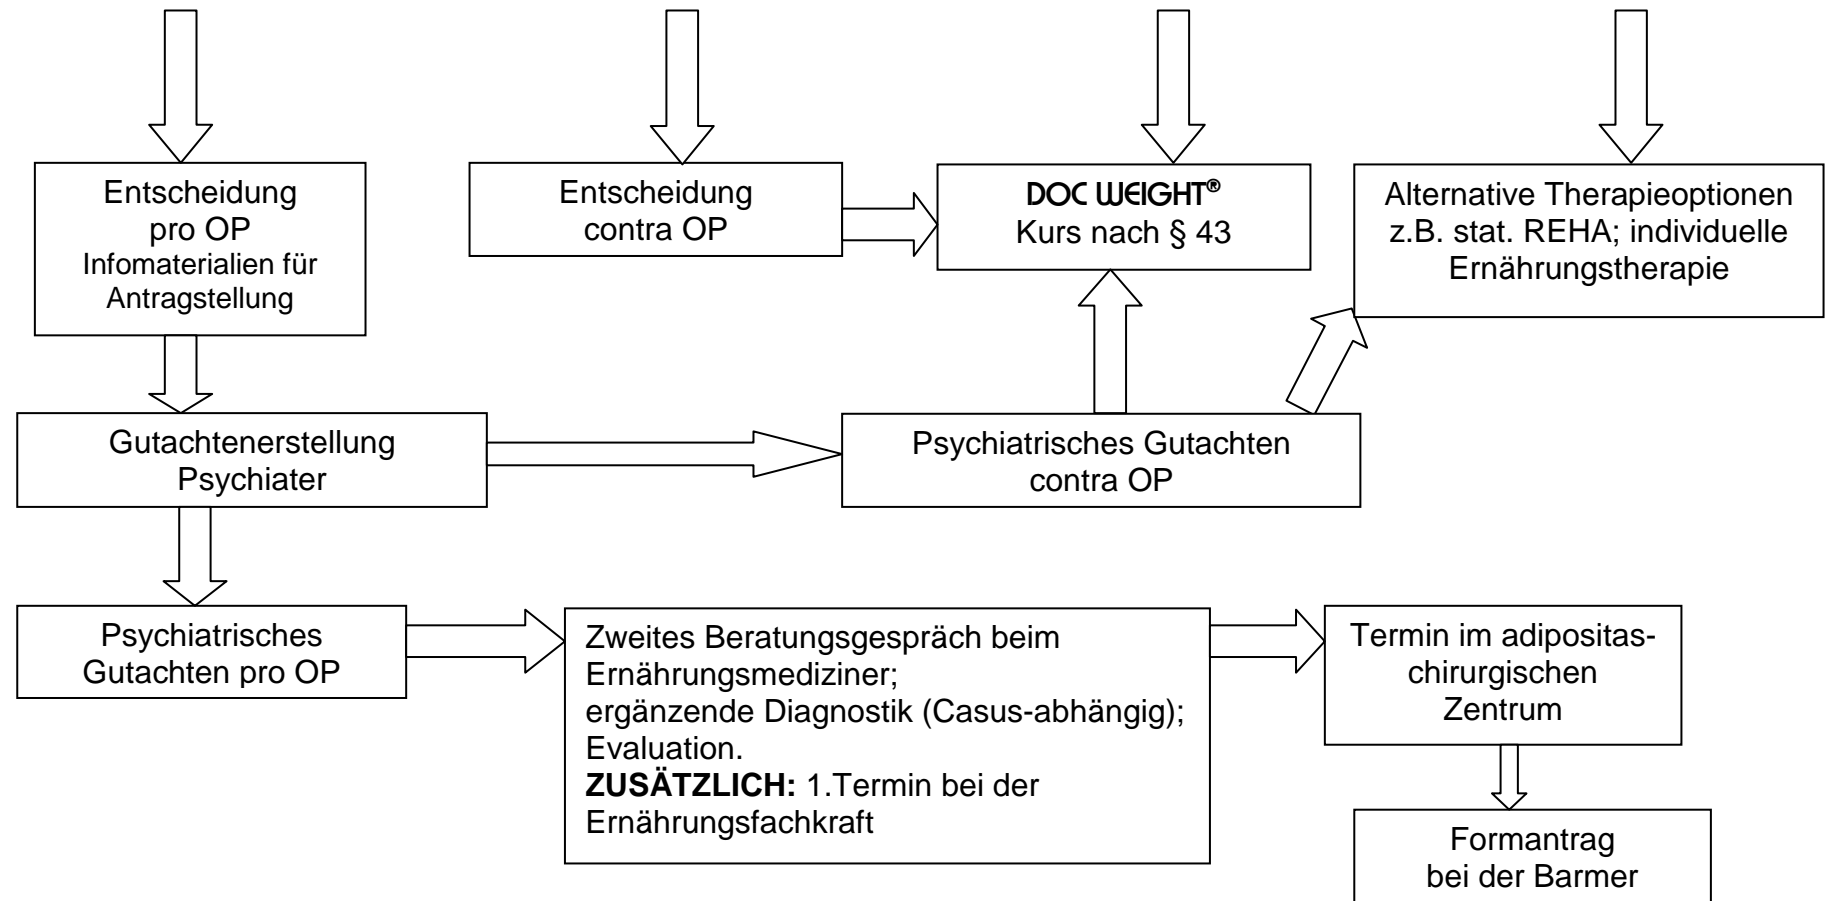 Entscheidung
pro OP
Infomaterialien für
Antragstellung
Entscheidung
contra OP
DOC WEIGHT®
Kurs nach § 43
Alternative Therapieoptionen
z.B. stat. REHA; individuelle
Ernährungstherapie
Gutachtenerstellung
Psychiater
Psychiatrisches Gutachten
contra OP
Psychiatrisches
Gutachten pro OP
Zweites Beratungsgespräch beim
Ernährungsmediziner;
ergänzende Diagnostik (Casus-abhängig);
Evaluation.
ZUSÄTZLICH: 1.Termin bei der
Ernährungsfachkraft
Termin im adipositas-
chirurgischen
Zentrum
Formantrag
bei der Barmer